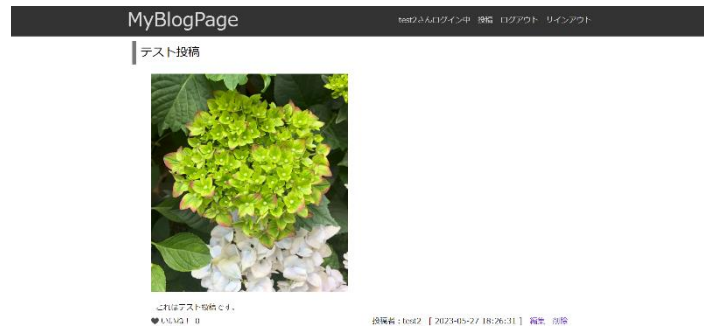 MyBlogPage
test2さんログイン中 投稿 ログアウト サインアウト
テスト投稿
これはテスト投稿です。
いいね! 0
投稿者:test2 [ 2023-05-27 18:26:31 ] 編集 削除